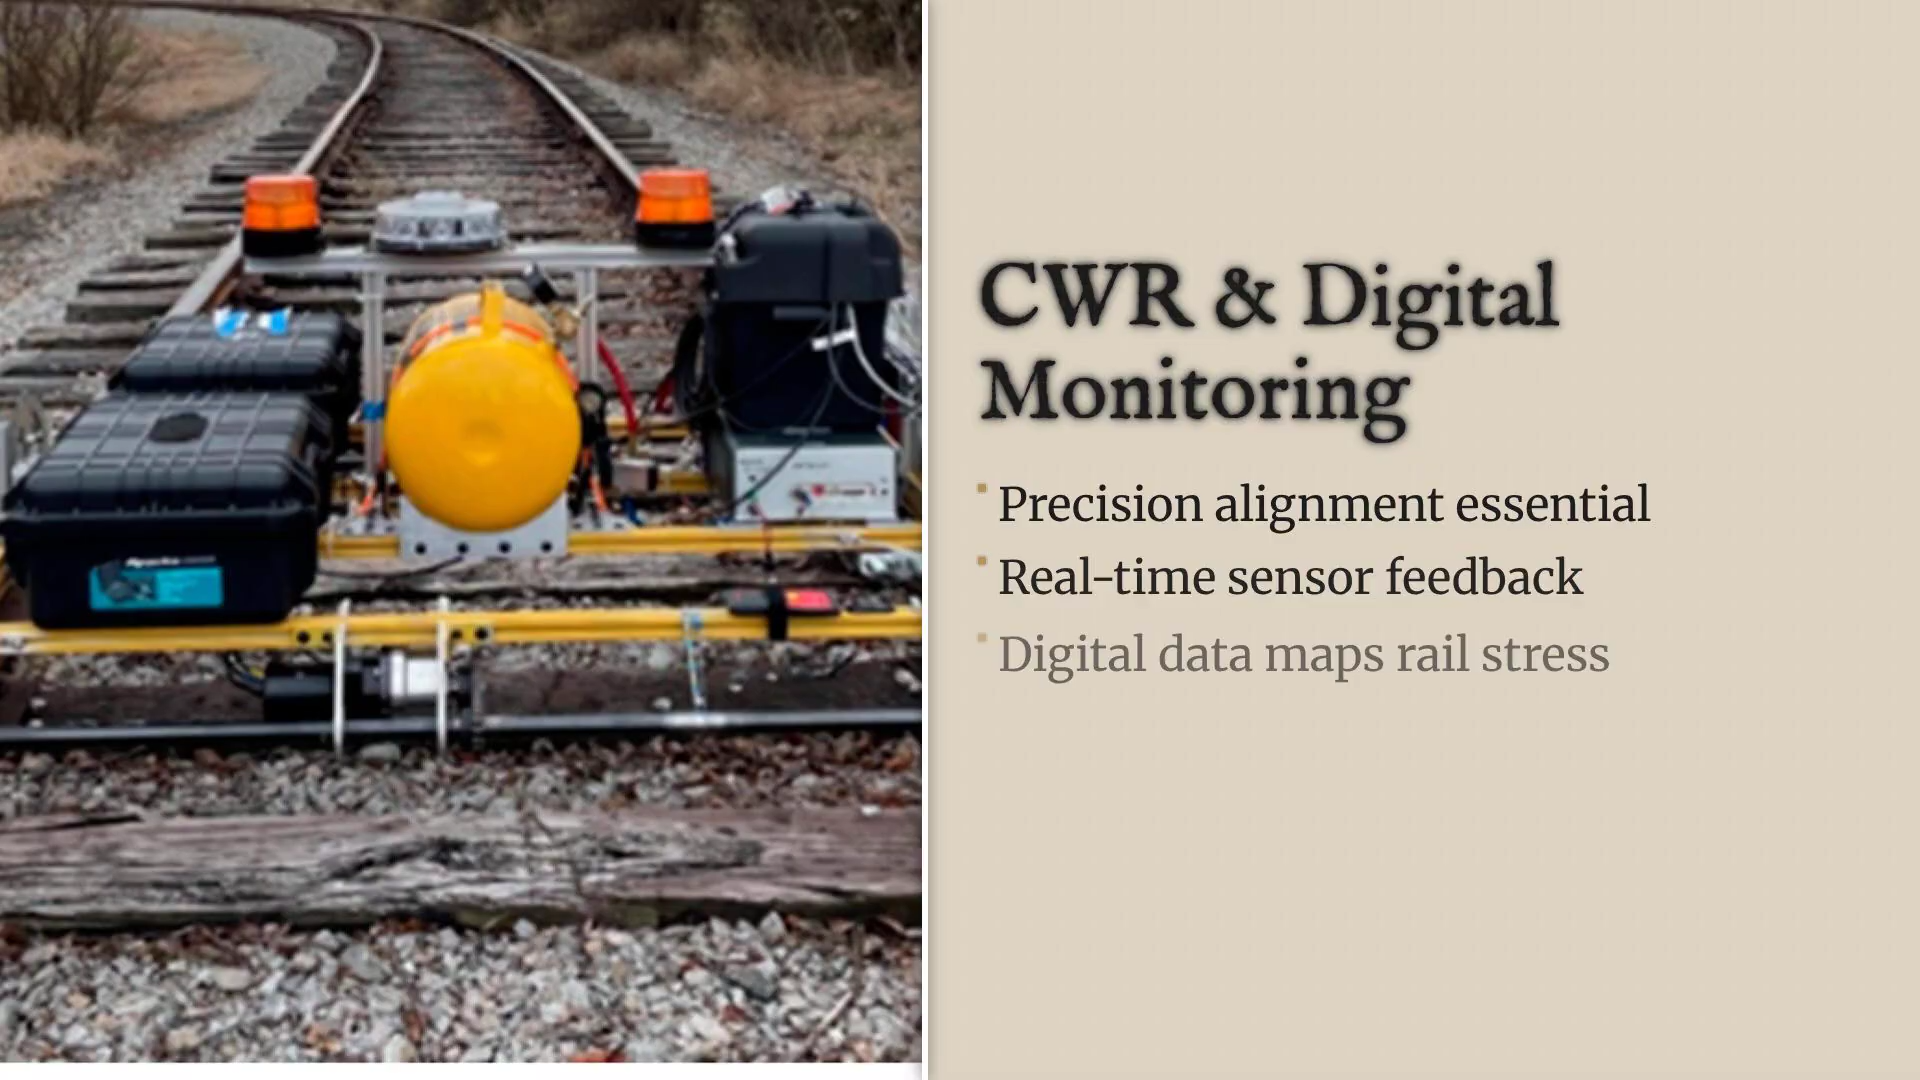 CWR & Digital
Monitoring
Precision alignment essential
Real-time sensor feedback
Digital data maps rail stress